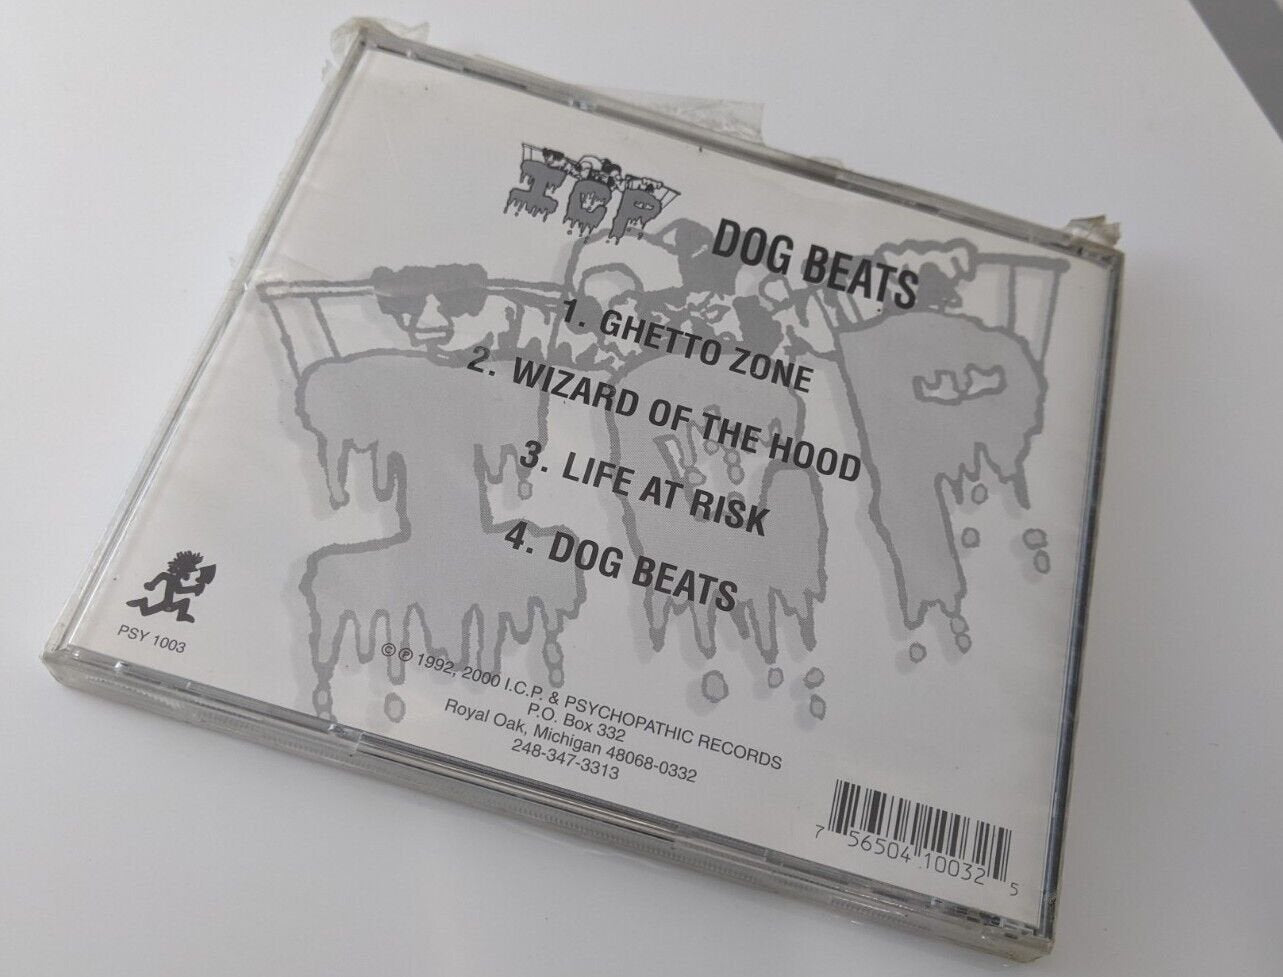 ICP
DOG BEATS
1. GHETTO ZONE
2. WIZARD OF THE HOOD
3. LIFE AT RISK
4. DOG BEATS
PSY 1003
©℗ 1992, 2000 I.C.P. & PSYCHOPATHIC RECORDS
P.O. Box 332
Royal Oak, Michigan 48068-0332
248-347-3313
7 56504 10032 5